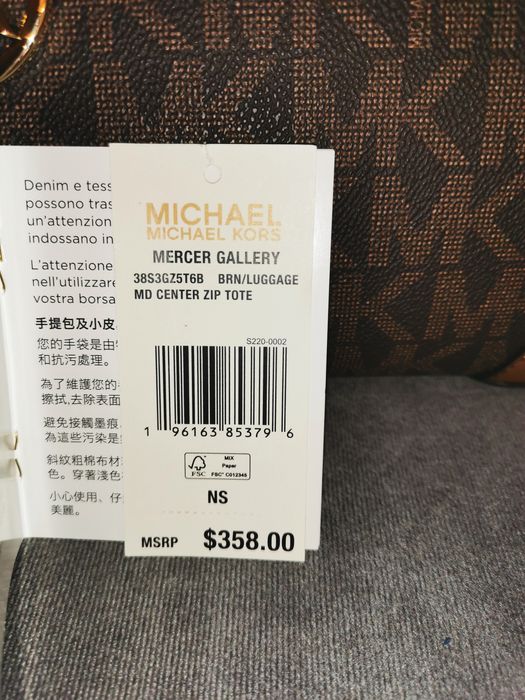 Denim e tess
possono tras
un'attenzion
indossano in
L'attenzione
nell'utilizzare
vostra borsa
手提包及小皮
您的手袋是由
和抗污處理。
為了維護您的
擦拭,去除表面
避免接觸墨痕
為這些污染是
斜紋粗棉布材
色。穿著淺色
小心使用、仔
美麗。
MICHAEL
MICHAEL KORS
MERCER GALLERY
38S3GZ5T6B BRN/LUGGAGE
MD CENTER ZIP TOTE
S220-0002
1 96163 85379 6
FSC
MIX
Paper
FSC® C012345
NS
MSRP $358.00